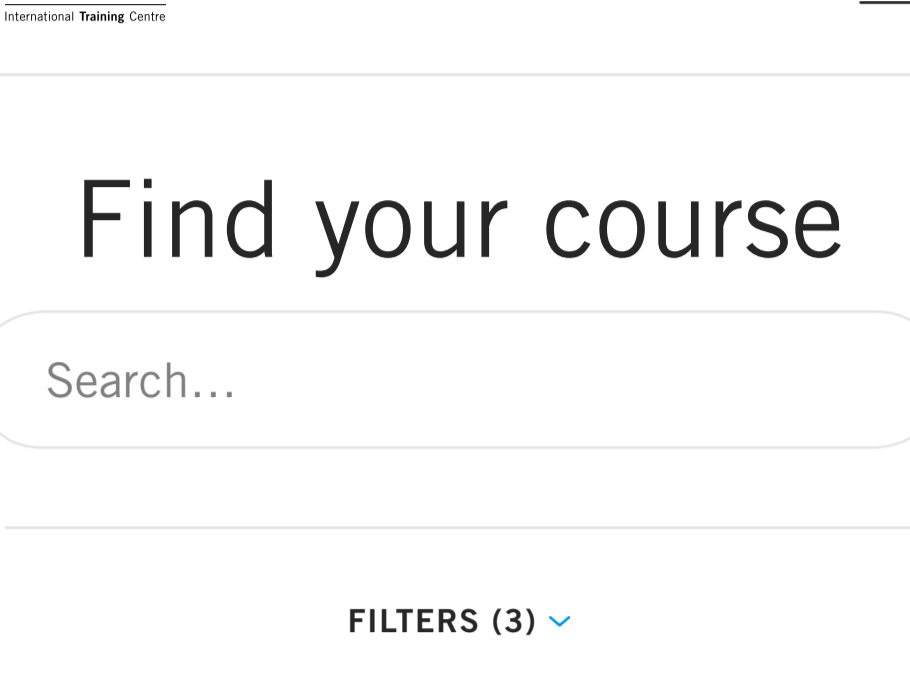 International Training Centre
Find your course
Search...
FILTERS (3)